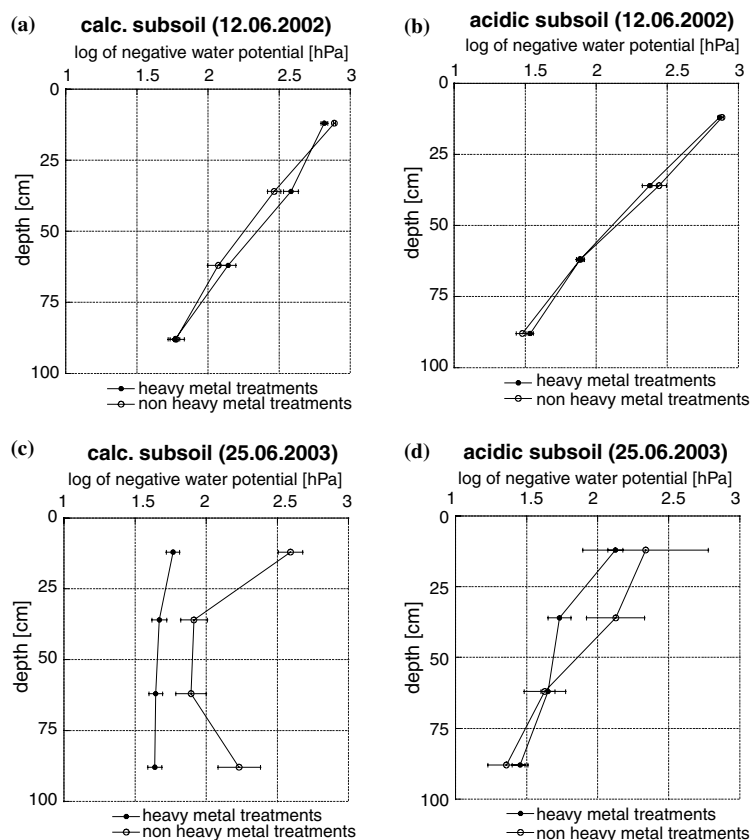 (a) calc. subsoil (12.06.2002)
log of negative water potential [hPa]
1 1.5 2 2.5 3
0
25
50
75
100
depth [cm]
heavy metal treatments
non heavy metal treatments
(b) acidic subsoil (12.06.2002)
log of negative water potential [hPa]
1 1.5 2 2.5 3
0
25
50
75
100
depth [cm]
heavy metal treatments
non heavy metal treatments
(c) calc. subsoil (25.06.2003)
log of negative water potential [hPa]
1 1.5 2 2.5 3
0
25
50
75
100
depth [cm]
heavy metal treatments
non heavy metal treatments
(d) acidic subsoil (25.06.2003)
log of negative water potential [hPa]
1 1.5 2 2.5 3
0
25
50
75
100
depth [cm]
heavy metal treatments
non heavy metal treatments